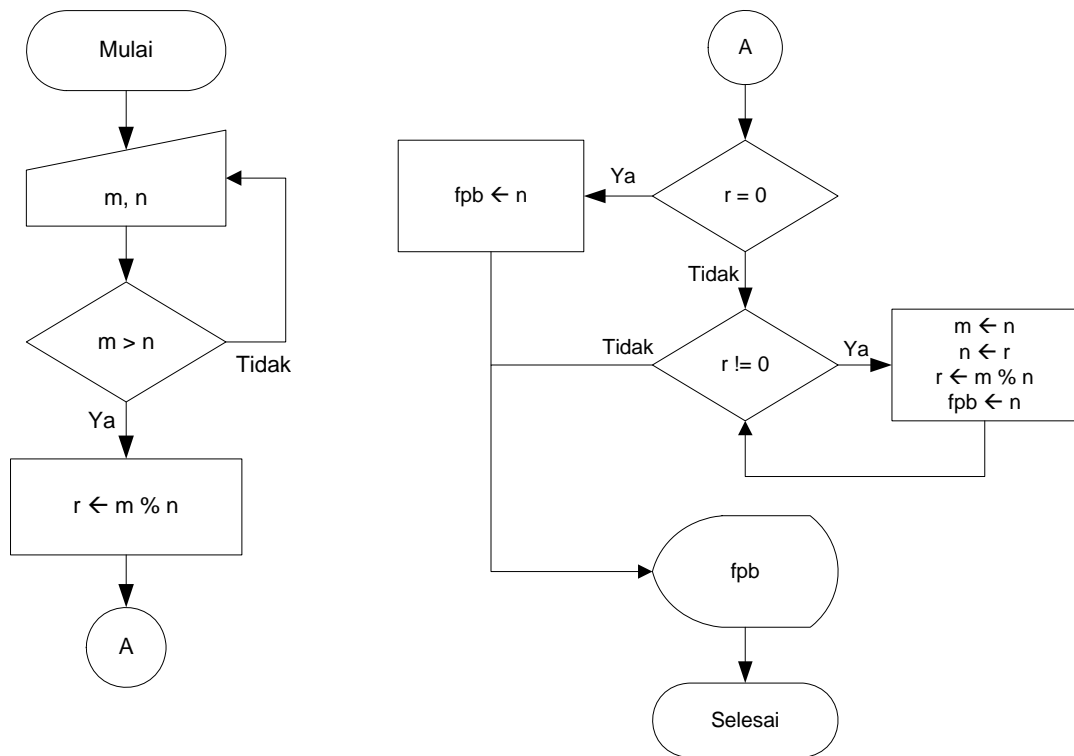 Mulai
m, n
m > n
Tidak
Ya
r ← m % n
A
A
r = 0
Ya
fpb ← n
Tidak
r != 0
Tidak
Ya
m ← n
n ← r
r ← m % n
fpb ← n
fpb
Selesai